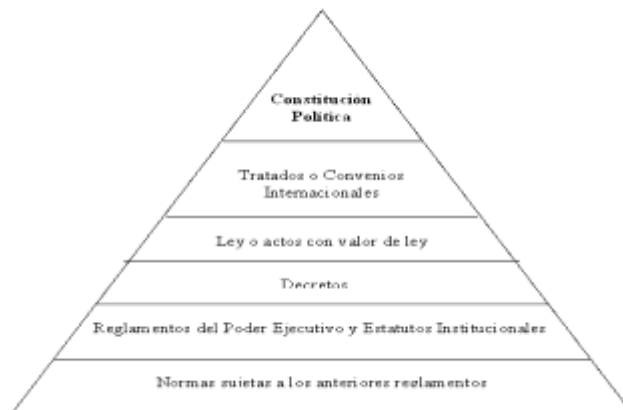 Constitución
Política
Tratados o Convenios
Internacionales
Ley o actos con valor de ley
Decretos
Reglamentos del Poder Ejecutivo y Estatutos Institucionales
Normas sujetas a los anteriores reglamentos